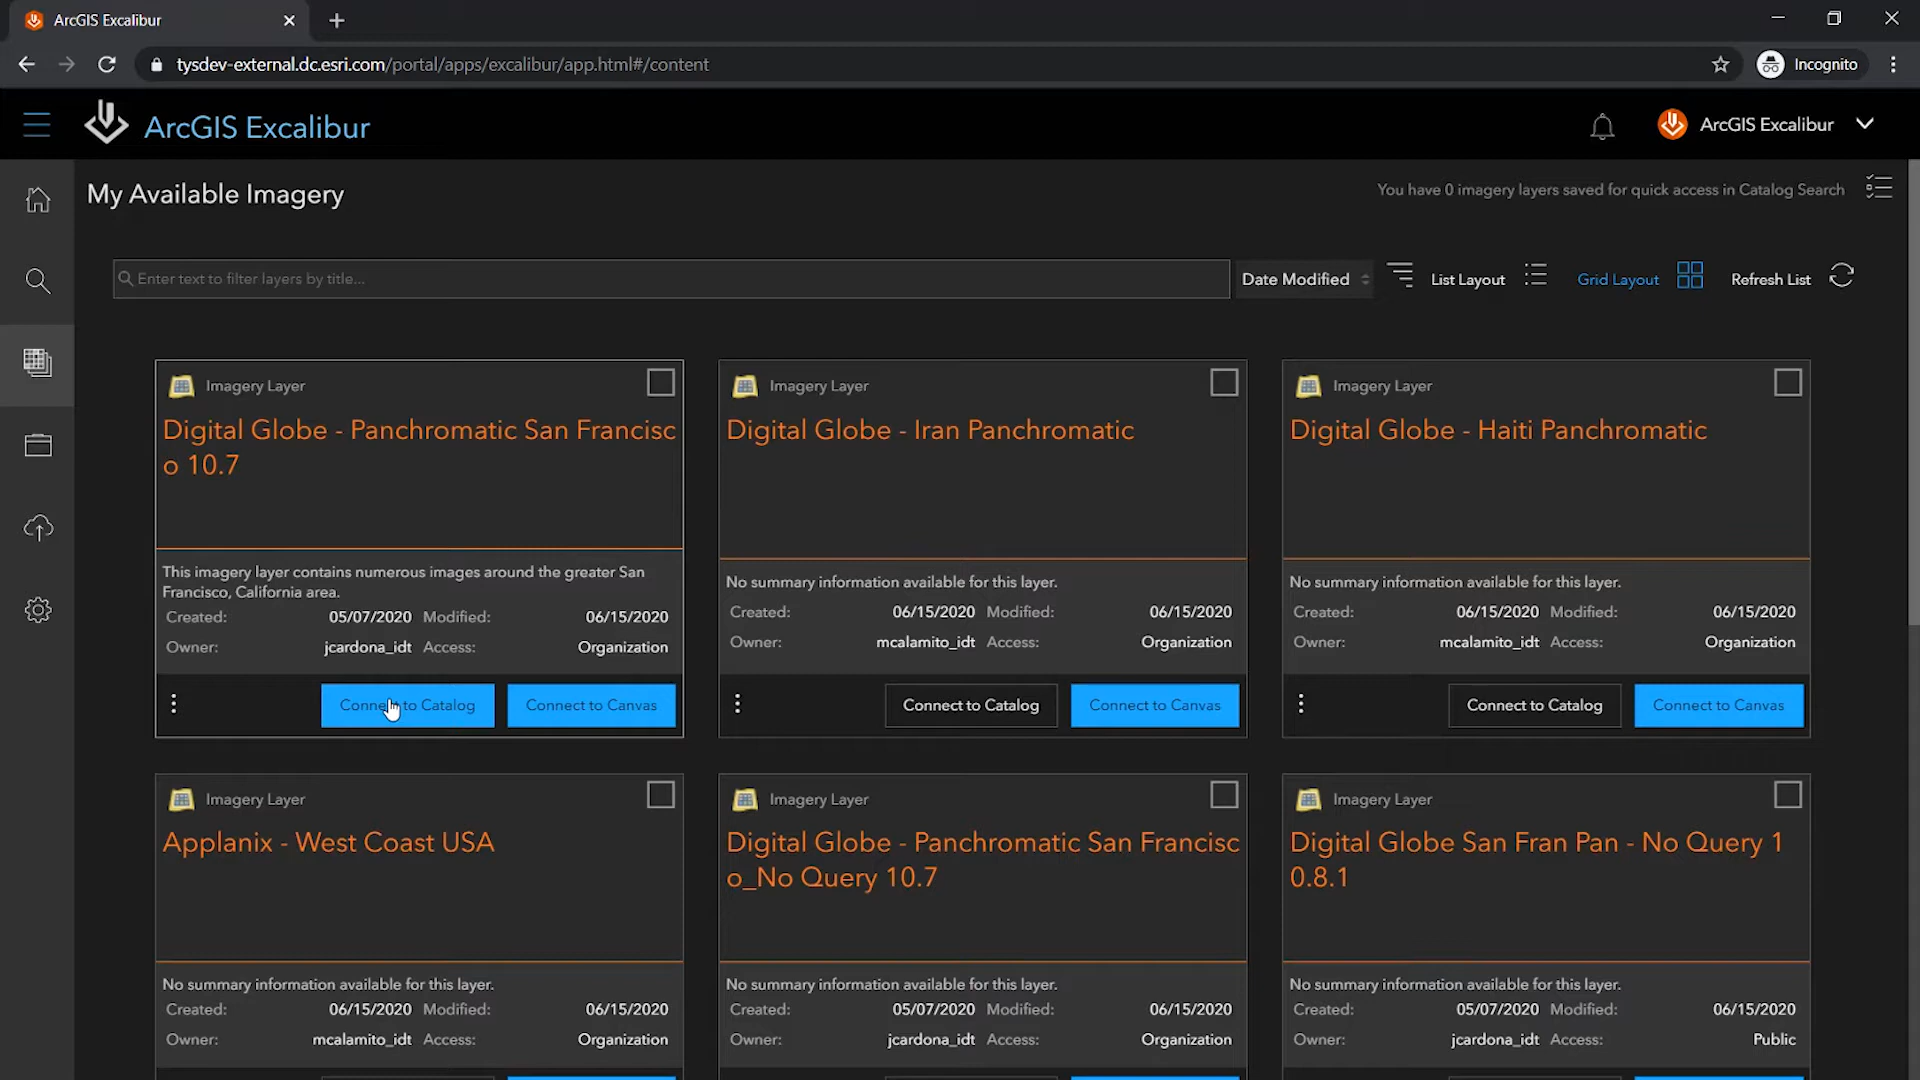 ArcGIS Excalibur
tysdev-external.dc.esri.com/portal/apps/excalibur/app.html#/content
Incognito
ArcGIS Excalibur
ArcGIS Excalibur
My Available Imagery
You have 0 imagery layers saved for quick access in Catalog Search
Enter text to filter layers by title...
Date Modified
List Layout
Grid Layout
Refresh List
Imagery Layer
Digital Globe - Panchromatic San Francisc
o 10.7
This imagery layer contains numerous images around the greater San
Francisco, California area.
Created: 05/07/2020 Modified: 06/15/2020
Owner: jcardona_idt Access: Organization
Connect to Catalog
Connect to Canvas
Imagery Layer
Digital Globe - Iran Panchromatic
No summary information available for this layer.
Created: 06/15/2020 Modified: 06/15/2020
Owner: mcalamito_idt Access: Organization
Connect to Catalog
Connect to Canvas
Imagery Layer
Digital Globe - Haiti Panchromatic
No summary information available for this layer.
Created: 06/15/2020 Modified: 06/15/2020
Owner: mcalamito_idt Access: Organization
Connect to Catalog
Connect to Canvas
Imagery Layer
Applanix - West Coast USA
No summary information available for this layer.
Created: 06/15/2020 Modified: 06/15/2020
Owner: mcalamito_idt Access: Organization
Imagery Layer
Digital Globe - Panchromatic San Francisc
o_No Query 10.7
No summary information available for this layer.
Created: 05/07/2020 Modified: 06/15/2020
Owner: jcardona_idt Access: Organization
Imagery Layer
Digital Globe San Fran Pan - No Query 1
0.8.1
No summary information available for this layer.
Created: 05/07/2020 Modified: 06/15/2020
Owner: jcardona_idt Access: Public